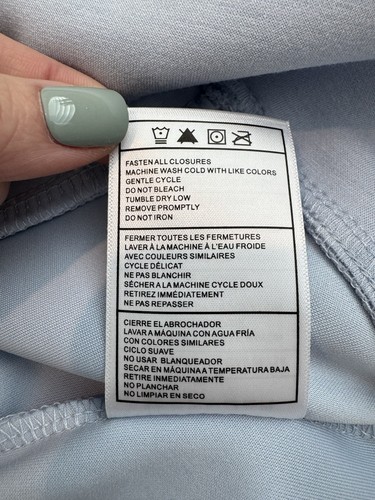 FASTEN ALL CLOSURES
MACHINE WASH COLD WITH LIKE COLORS
GENTLE CYCLE
DO NOT BLEACH
TUMBLE DRY LOW
REMOVE PROMPTLY
DO NOT IRON
FERMER TOUTES LES FERMETURES
LAVER À LA MACHINE À L'EAU FROIDE
AVEC COULEURS SIMILAIRES
CYCLE DÉLICAT
NE PAS BLANCHIR
SÉCHER A LA MACHINE CYCLE DOUX
RETIREZ IMMÉDIATEMENT
NE PAS REPASSER
CIERRE EL ABROCHADOR
LAVAR A MÁQUINA CON AGUA FRÍA
CON COLORES SIMILARES
CICLO SUAVE
NO USAR BLANQUEADOR
SECAR EN MÁQUINA A TEMPERATURA BAJA
RETIRE INMEDIATAMENTE
NO PLANCHAR
NO LIMPIAR EN SECO